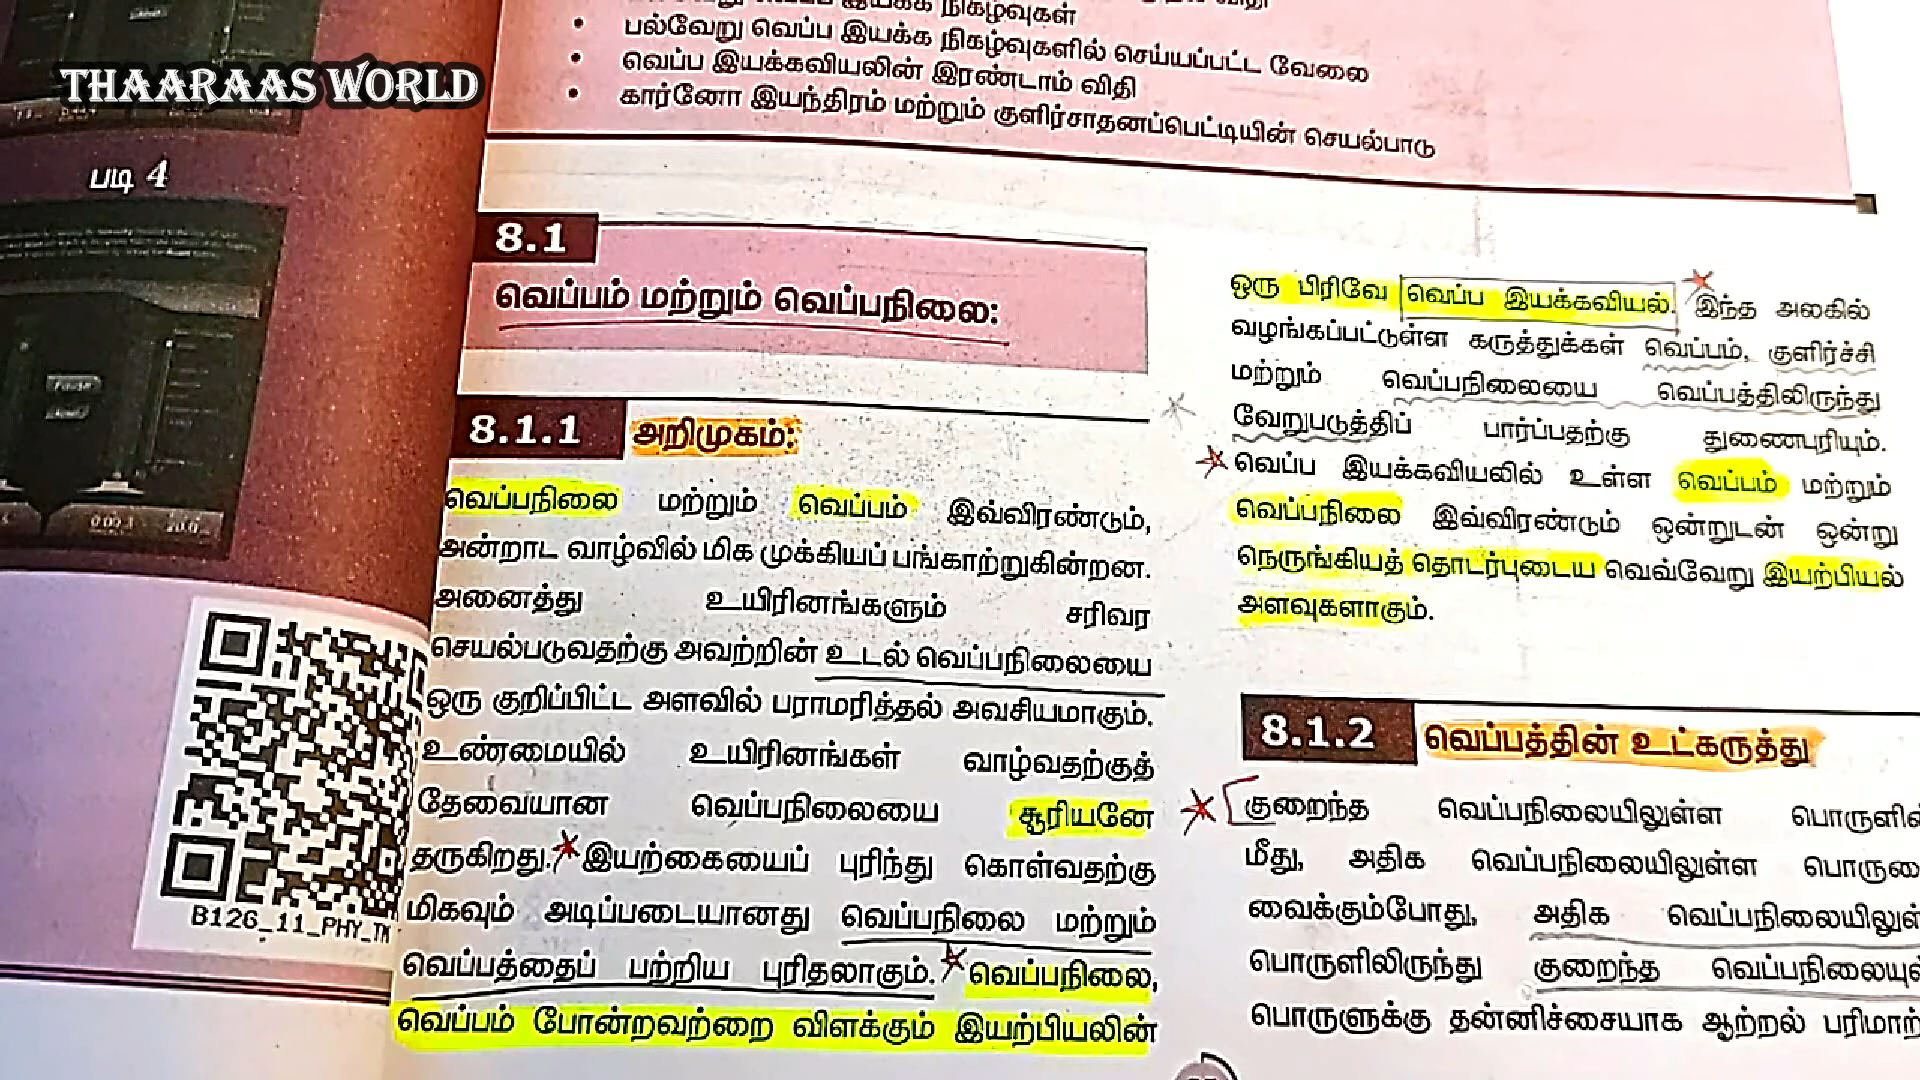 THAARAAS WORLD
நிகழ்வுகள்
• பல்வேறு வெப்ப இயக்க நிகழ்வுகளில் செய்யப்பட்ட வேலை
• வெப்ப இயக்கவியலின் இரண்டாம் விதி
• கார்னோ இயந்திரம் மற்றும் குளிர்சாதனப்பெட்டியின் செயல்பாடு
படி 4
Pause
B126_11_PHY_TM
8.1
வெப்பம் மற்றும் வெப்பநிலை:
8.1.1 அறிமுகம்:
வெப்பநிலை மற்றும் வெப்பம் இவ்விரண்டும்,
அன்றாட வாழ்வில் மிக முக்கியப் பங்காற்றுகின்றன.
அனைத்து உயிரினங்களும் சரிவர
செயல்படுவதற்கு அவற்றின் உடல் வெப்பநிலையை
ஒரு குறிப்பிட்ட அளவில் பராமரித்தல் அவசியமாகும்.
உண்மையில் உயிரினங்கள் வாழ்வதற்குத்
தேவையான வெப்பநிலையை சூரியனே
தருகிறது. இயற்கையைப் புரிந்து கொள்வதற்கு
மிகவும் அடிப்படையானது வெப்பநிலை மற்றும்
வெப்பத்தைப் பற்றிய புரிதலாகும். வெப்பநிலை,
வெப்பம் போன்றவற்றை விளக்கும் இயற்பியலின்
ஒரு பிரிவே வெப்ப இயக்கவியல். இந்த அலகில்
வழங்கப்பட்டுள்ள கருத்துக்கள் வெப்பம், குளிர்ச்சி
மற்றும் வெப்பநிலையை வெப்பத்திலிருந்து
வேறுபடுத்திப் பார்ப்பதற்கு துணைபுரியும்.
வெப்ப இயக்கவியலில் உள்ள வெப்பம் மற்றும்
வெப்பநிலை இவ்விரண்டும் ஒன்றுடன் ஒன்று
நெருங்கியத் தொடர்புடைய வெவ்வேறு இயற்பியல்
அளவுகளாகும்.
8.1.2 வெப்பத்தின் உட்கருத்து
குறைந்த வெப்பநிலையிலுள்ள பொருளின்
மீது, அதிக வெப்பநிலையிலுள்ள பொருளை
வைக்கும்போது, அதிக வெப்பநிலையிலுள்
பொருளிலிருந்து குறைந்த வெப்பநிலையுள்
பொருளுக்கு தன்னிச்சையாக ஆற்றல் பரிமாற்